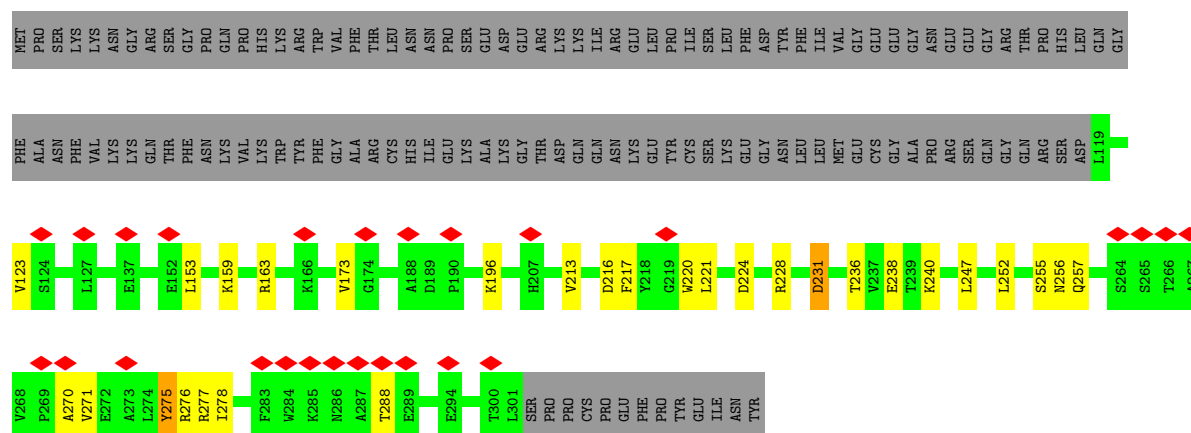 MET PRO SER LYS LYS ASN GLY ARG SER GLY PRO GLN PRO HIS LYS ARG TRP VAL PHE THR LEU ASN ASN PRO SER GLU ASP GLU ARG LYS LYS ILE ARG GLU LEU PRO ILE SER LEU PHE ASP TYR PHE ILE VAL GLY GLU GLU GLY ASN GLU GLU GLY ARG THR PRO HIS LEU GLN GLY
PHE ALA ASN PHE VAL LYS LYS GLN THR PHE ASN LYS VAL LYS TRP TYR PHE GLY ALA ARG CYS HIS ILE GLU LYS ALA LYS GLY THR ASP GLN GLN ASN LYS GLU TYR CYS SER LYS GLU GLY ASN LEU LEU MET GLU CYS GLY ALA PRO ARG SER GLN GLY GLN ARG SER ASP L119
V123 S124 L127 E137 E152 L153 K159 R163 K166 V173 G174 A188 D189 P190 K196 H207 V213 D216 F217 Y218 G219 W220 L221 D224 R228 D231 T236 V237 E238 T239 K240 L247 L252 S255 N256 Q257 S264 S265 T266
V268 P269 A270 V271 E272 A273 L274 Y275 R276 R277 I278 F283 W284 K285 N286 A287 T288 E289 E294 T300 L301 SER PRO PRO CYS PRO GLU PHE PRO TYR GLU ILE ASN TYR